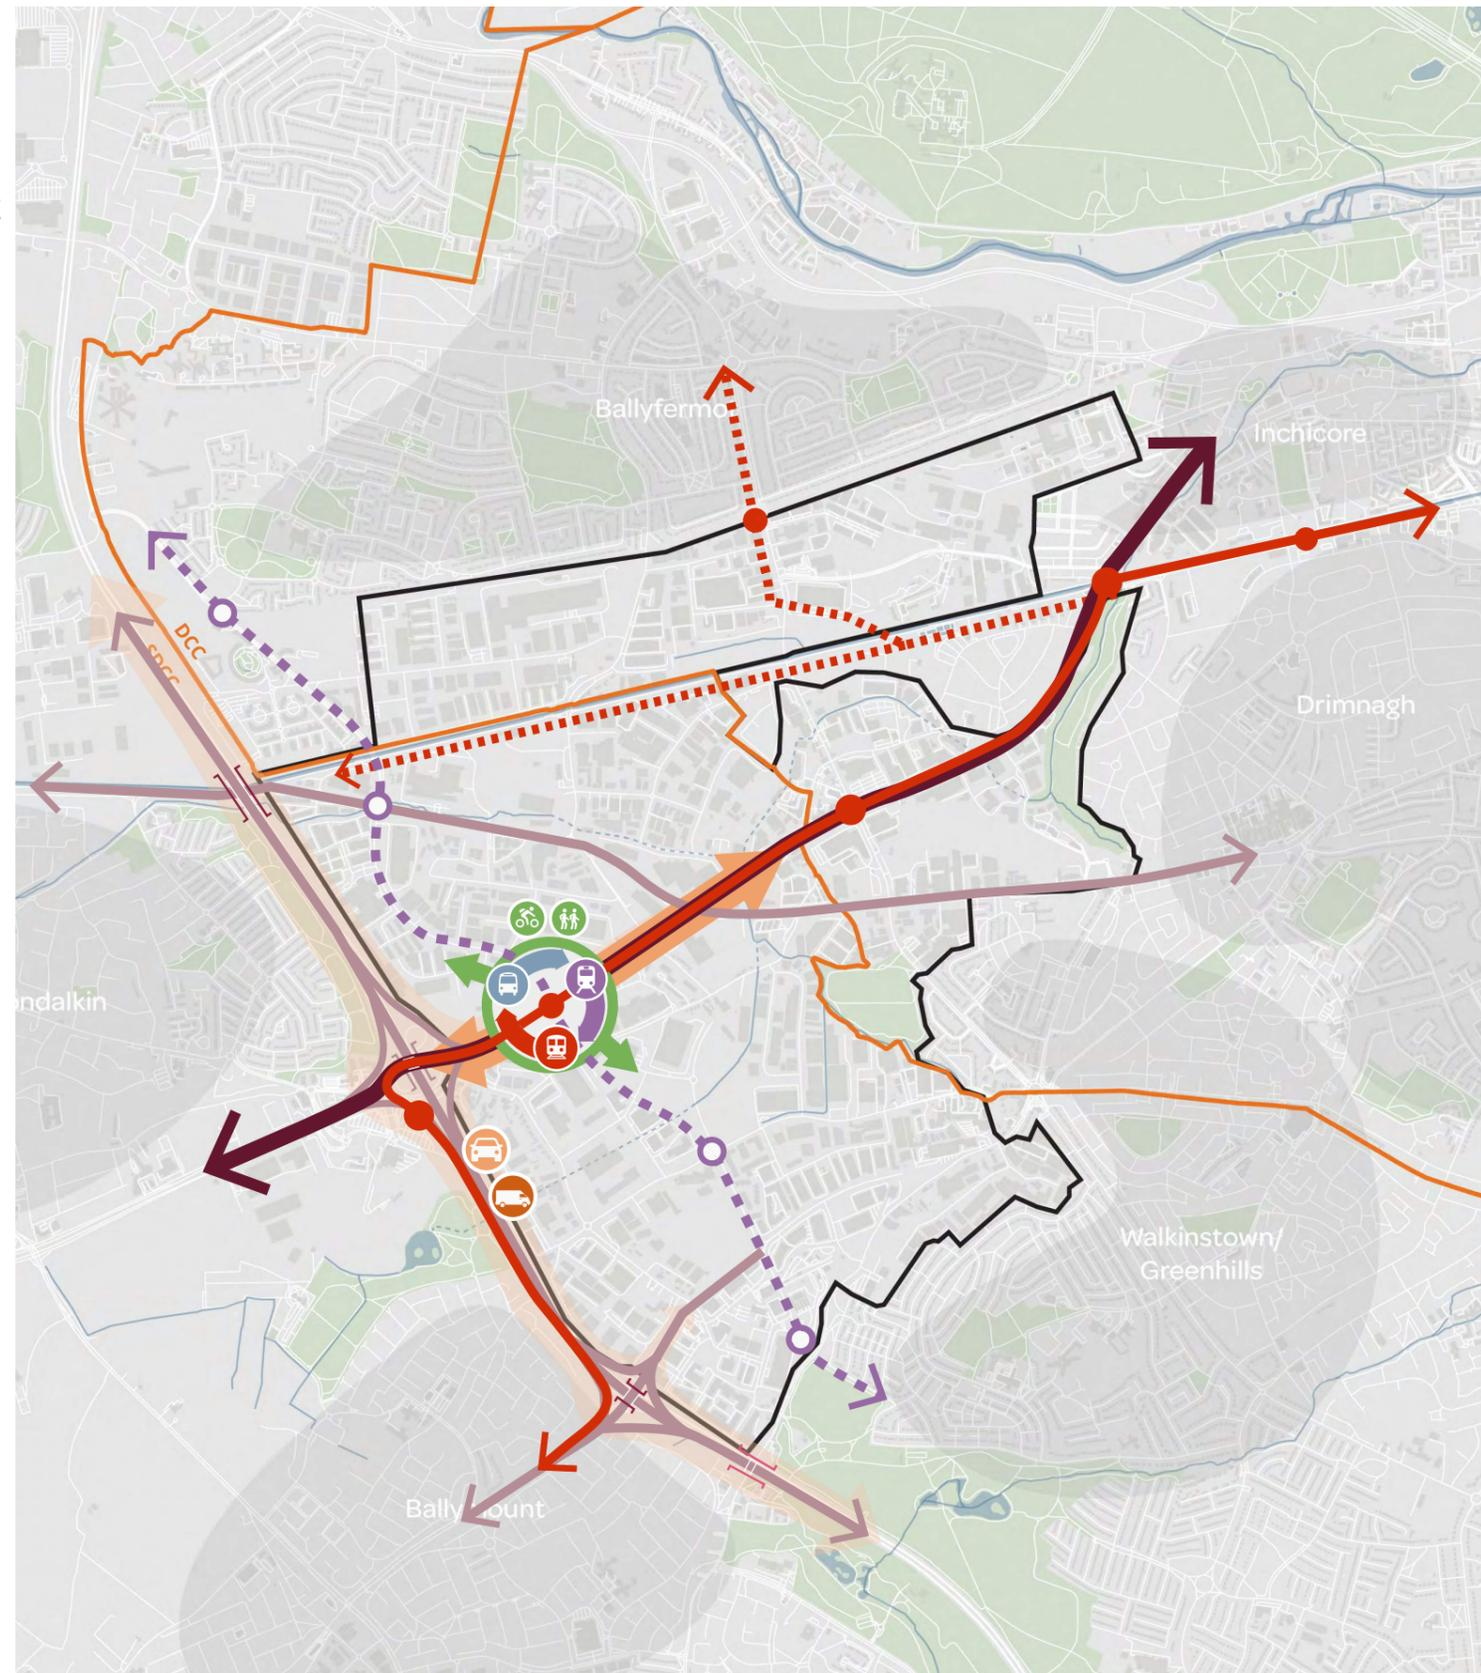 Ballyfermo
Inchicore
DCC
SDCC
Drimnagh
ondalkin
Walkinstown/
Greenhills
Bally ount